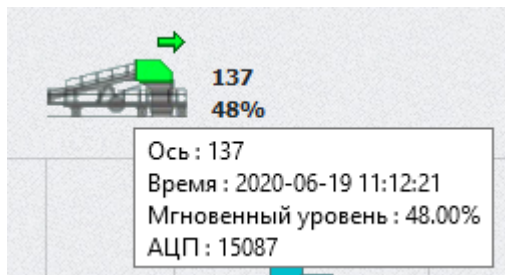 137
48%
Ось : 137
Время : 2020-06-19 11:12:21
Мгновенный уровень : 48.00%
АЦП : 15087